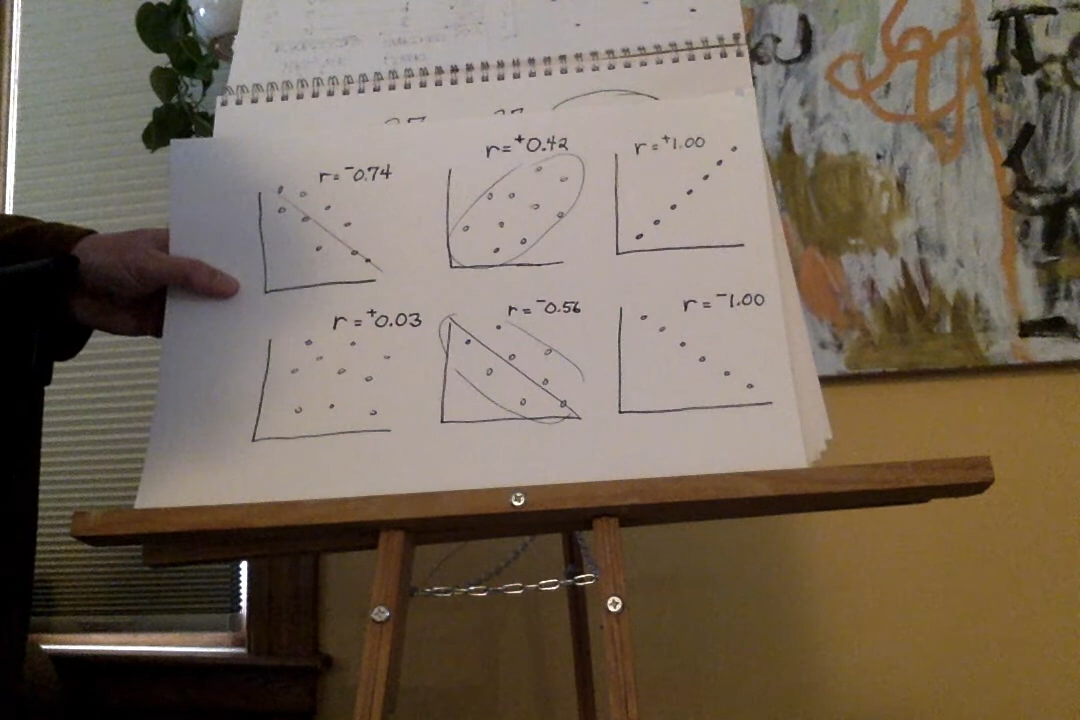 r = -0.74
r = +0.42
r = +1.00
r = +0.03
r = -0.56
r = -1.00